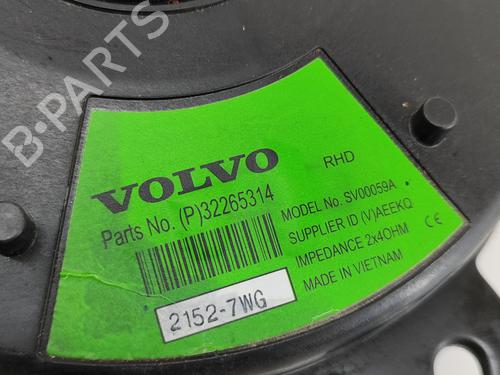 B-PARTS
VOLVO
RHD
Parts No. (P)32265314
MODEL No. SV00059A
SUPPLIER ID (V)AEEKQ
IMPEDANCE 2x4OHM
MADE IN VIETNAM
CE
2152-7WG